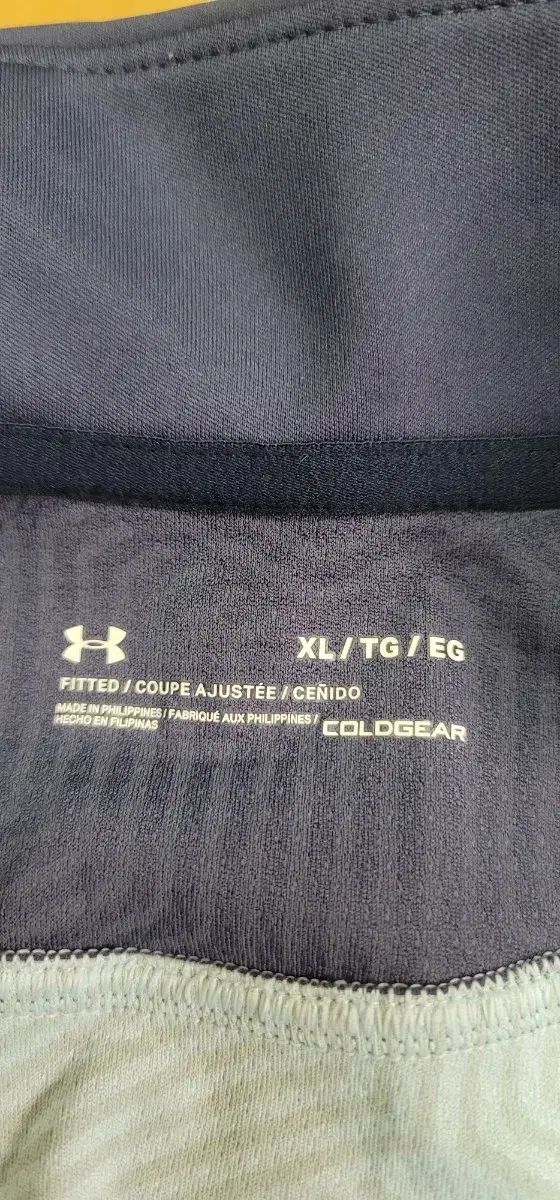 XL / TG / EG
FITTED / COUPE AJUSTÉE / CEÑIDO
MADE IN PHILIPPINES / FABRIQUÉ AUX PHILIPPINES /
HECHO EN FILIPINAS
COLDGEAR